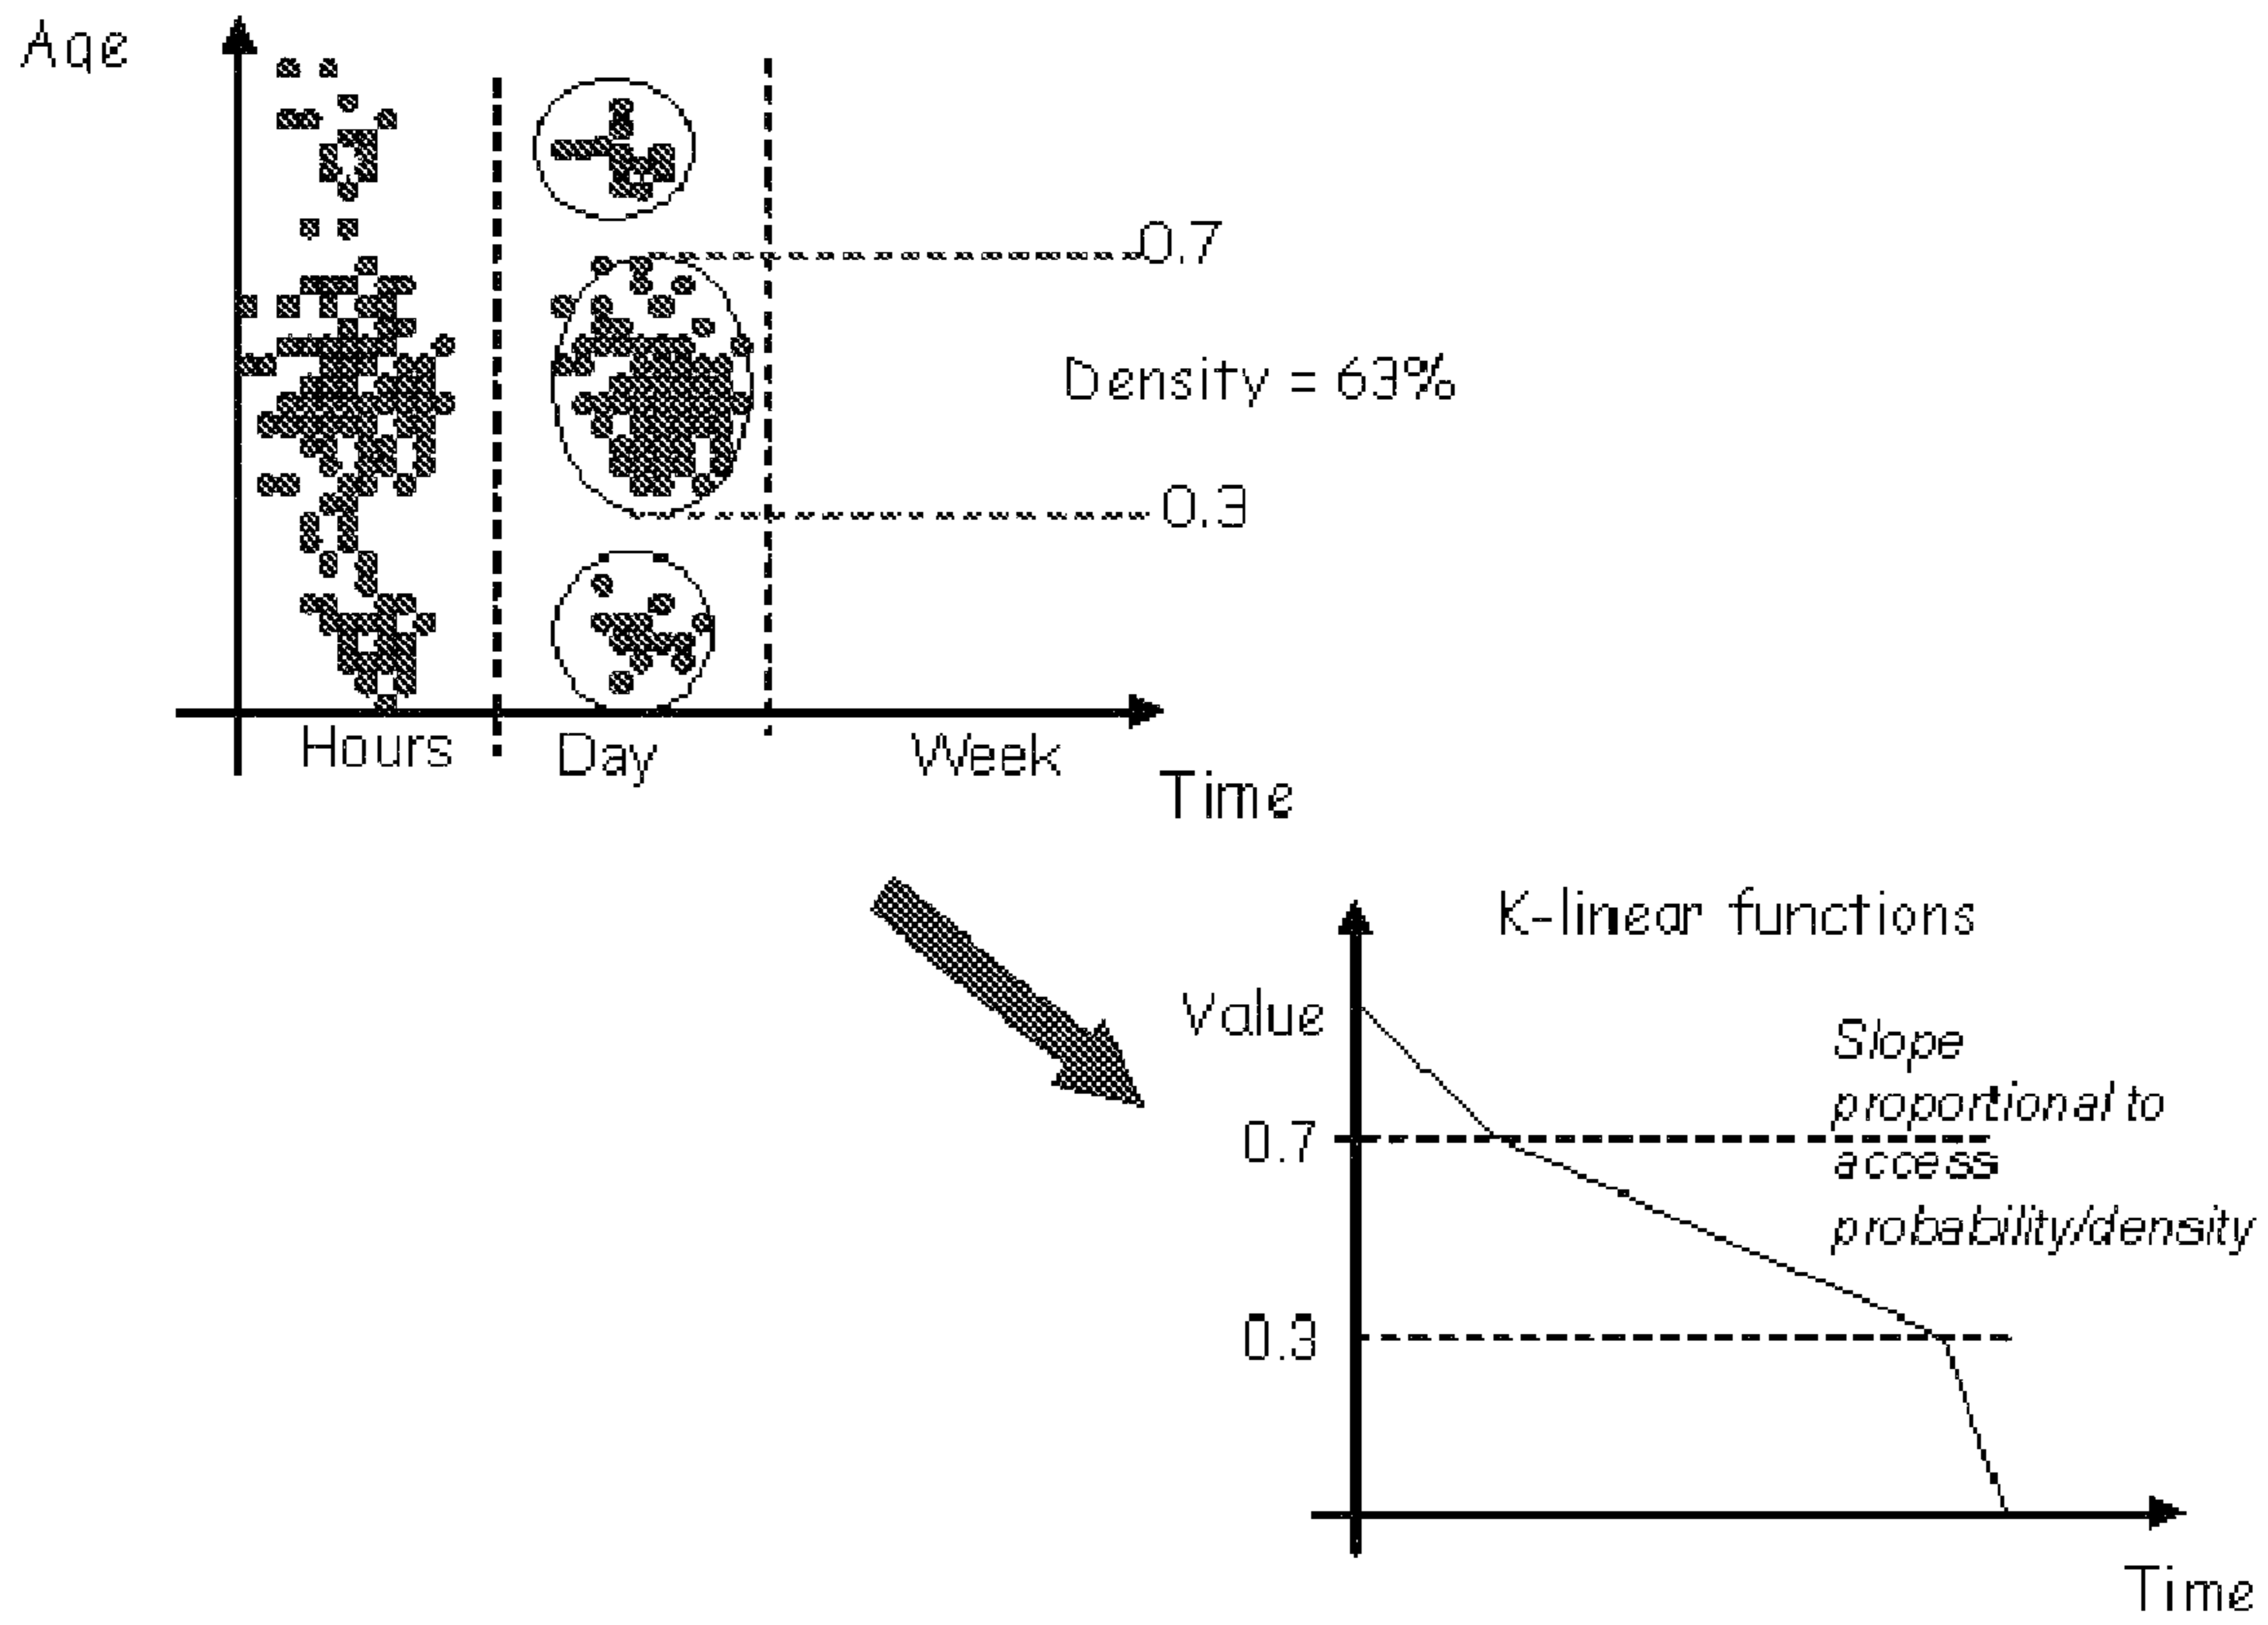 Age
0.7
Density = 63%
0.3
Hours
Day
Week
Time
K-linear functions
Value
Slope
proportional to
access
probability/density
0.7
0.3
Time